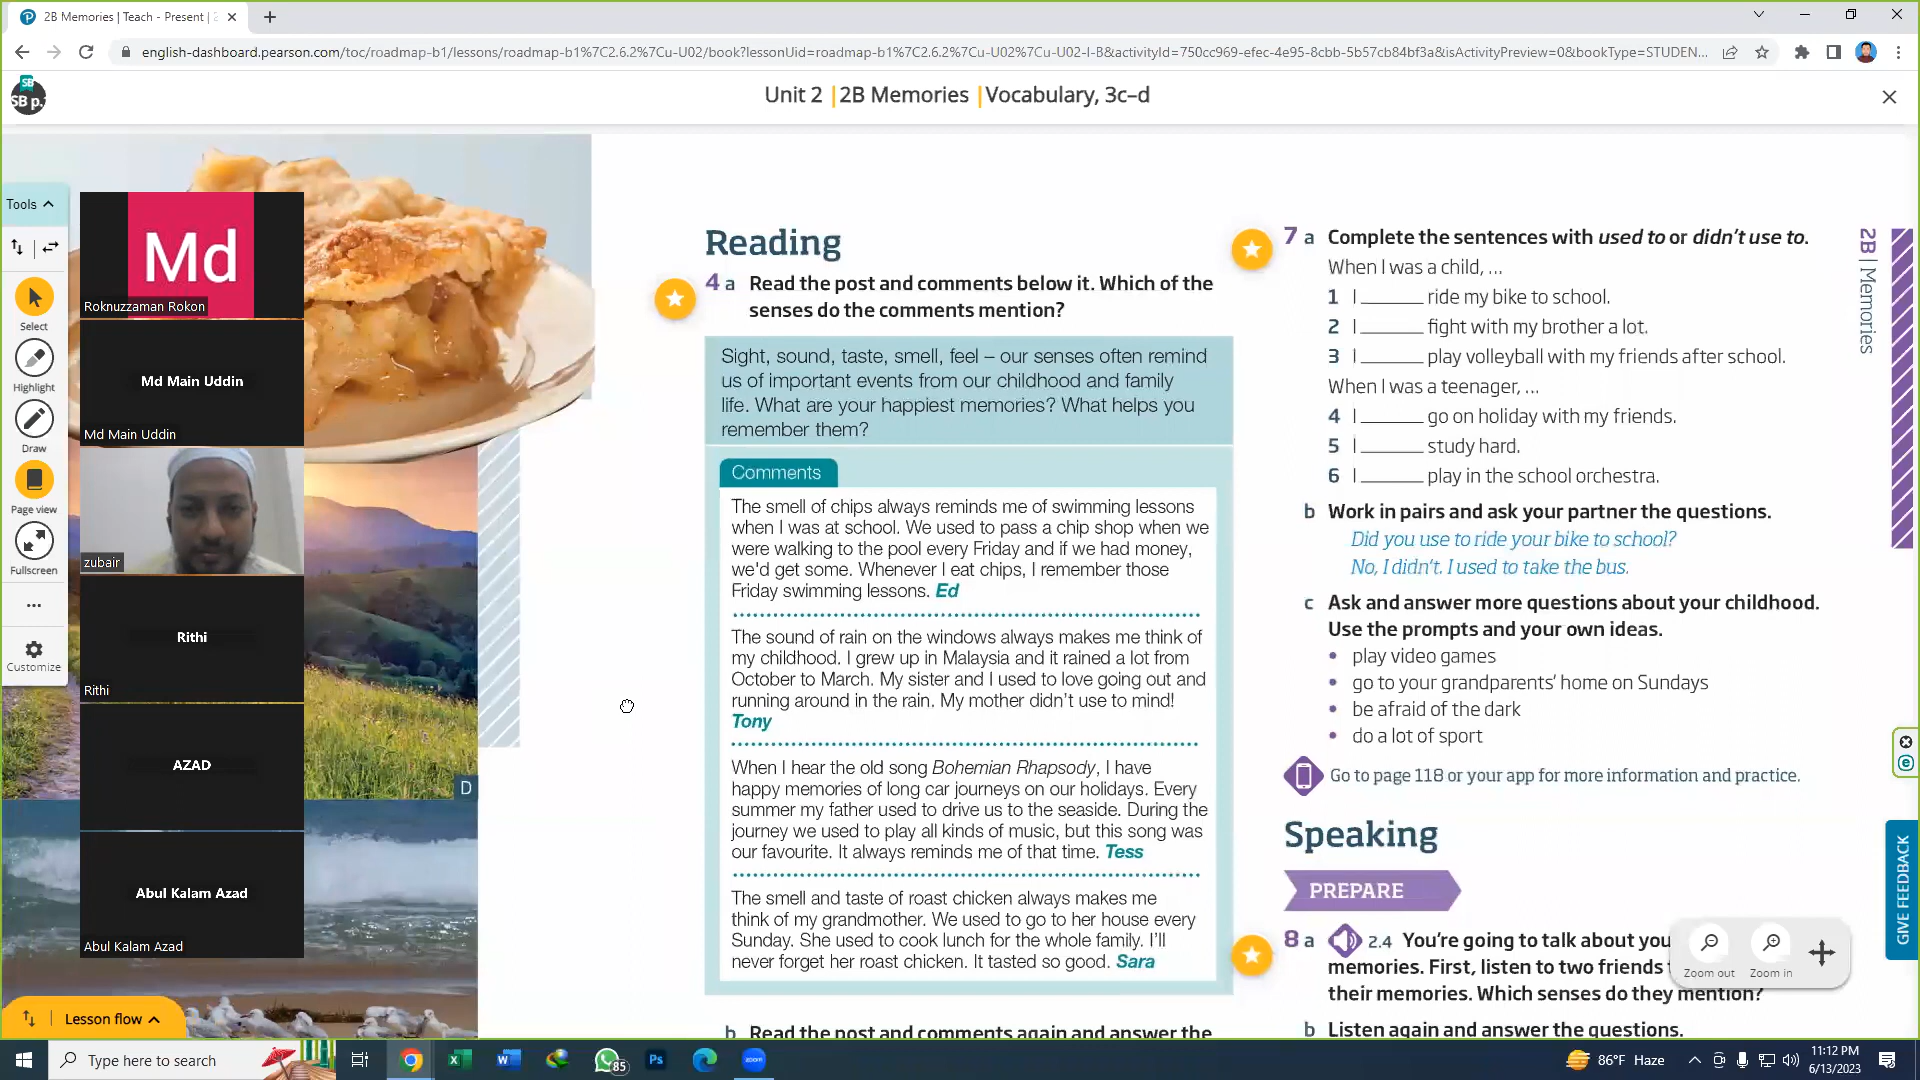 2B Memories | Teach - Present | 2
english-dashboard.pearson.com/toc/roadmap-b1/lessons/roadmap-b1%7C2.6.2%7Cu-U02/book?lessonUid=roadmap-b1%7C2.6.2%7Cu-U02%7Cu-U02-I-B&activityId=750cc969-efec-4e95-8cbb-5b57cb84bf3a&isActivityPreview=0&bookType=STUDEN...
SB
SB p.
Unit 2 | 2B Memories | Vocabulary, 3c–d
Tools
Select
Highlight
Draw
Page view
Fullscreen
Customize
Md
Roknuzzaman Rokon
Md Main Uddin
Md Main Uddin
zubair
Rithi
Rithi
AZAD
Abul Kalam Azad
Abul Kalam Azad
D
Lesson flow
Reading
4 a Read the post and comments below it. Which of the
senses do the comments mention?
Sight, sound, taste, smell, feel – our senses often remind
us of important events from our childhood and family
life. What are your happiest memories? What helps you
remember them?
Comments
The smell of chips always reminds me of swimming lessons
when I was at school. We used to pass a chip shop when we
were walking to the pool every Friday and if we had money,
we'd get some. Whenever I eat chips, I remember those
Friday swimming lessons. Ed
The sound of rain on the windows always makes me think of
my childhood. I grew up in Malaysia and it rained a lot from
October to March. My sister and I used to love going out and
running around in the rain. My mother didn't use to mind!
Tony
When I hear the old song Bohemian Rhapsody, I have
happy memories of long car journeys on our holidays. Every
summer my father used to drive us to the seaside. During the
journey we used to play all kinds of music, but this song was
our favourite. It always reminds me of that time. Tess
The smell and taste of roast chicken always makes me
think of my grandmother. We used to go to her house every
Sunday. She used to cook lunch for the whole family. I'll
never forget her roast chicken. It tasted so good. Sara
b Read the post and comments again and answer the
7 a Complete the sentences with used to or didn't use to.
When I was a child, ...
1 I ______ ride my bike to school.
2 I ______ fight with my brother a lot.
3 I ______ play volleyball with my friends after school.
When I was a teenager, ...
4 I ______ go on holiday with my friends.
5 I ______ study hard.
6 I ______ play in the school orchestra.
b Work in pairs and ask your partner the questions.
Did you use to ride your bike to school?
No, I didn't. I used to take the bus.
c Ask and answer more questions about your childhood.
Use the prompts and your own ideas.
• play video games
• go to your grandparents' home on Sundays
• be afraid of the dark
• do a lot of sport
Go to page 118 or your app for more information and practice.
Speaking
PREPARE
8 a 2.4 You're going to talk about you
memories. First, listen to two friends
their memories. Which senses do they mention?
b Listen again and answer the questions.
2B | Memories
GIVE FEEDBACK
Zoom out
Zoom in
Type here to search
85
zoom
86°F Haze
11:12 PM
6/13/2023